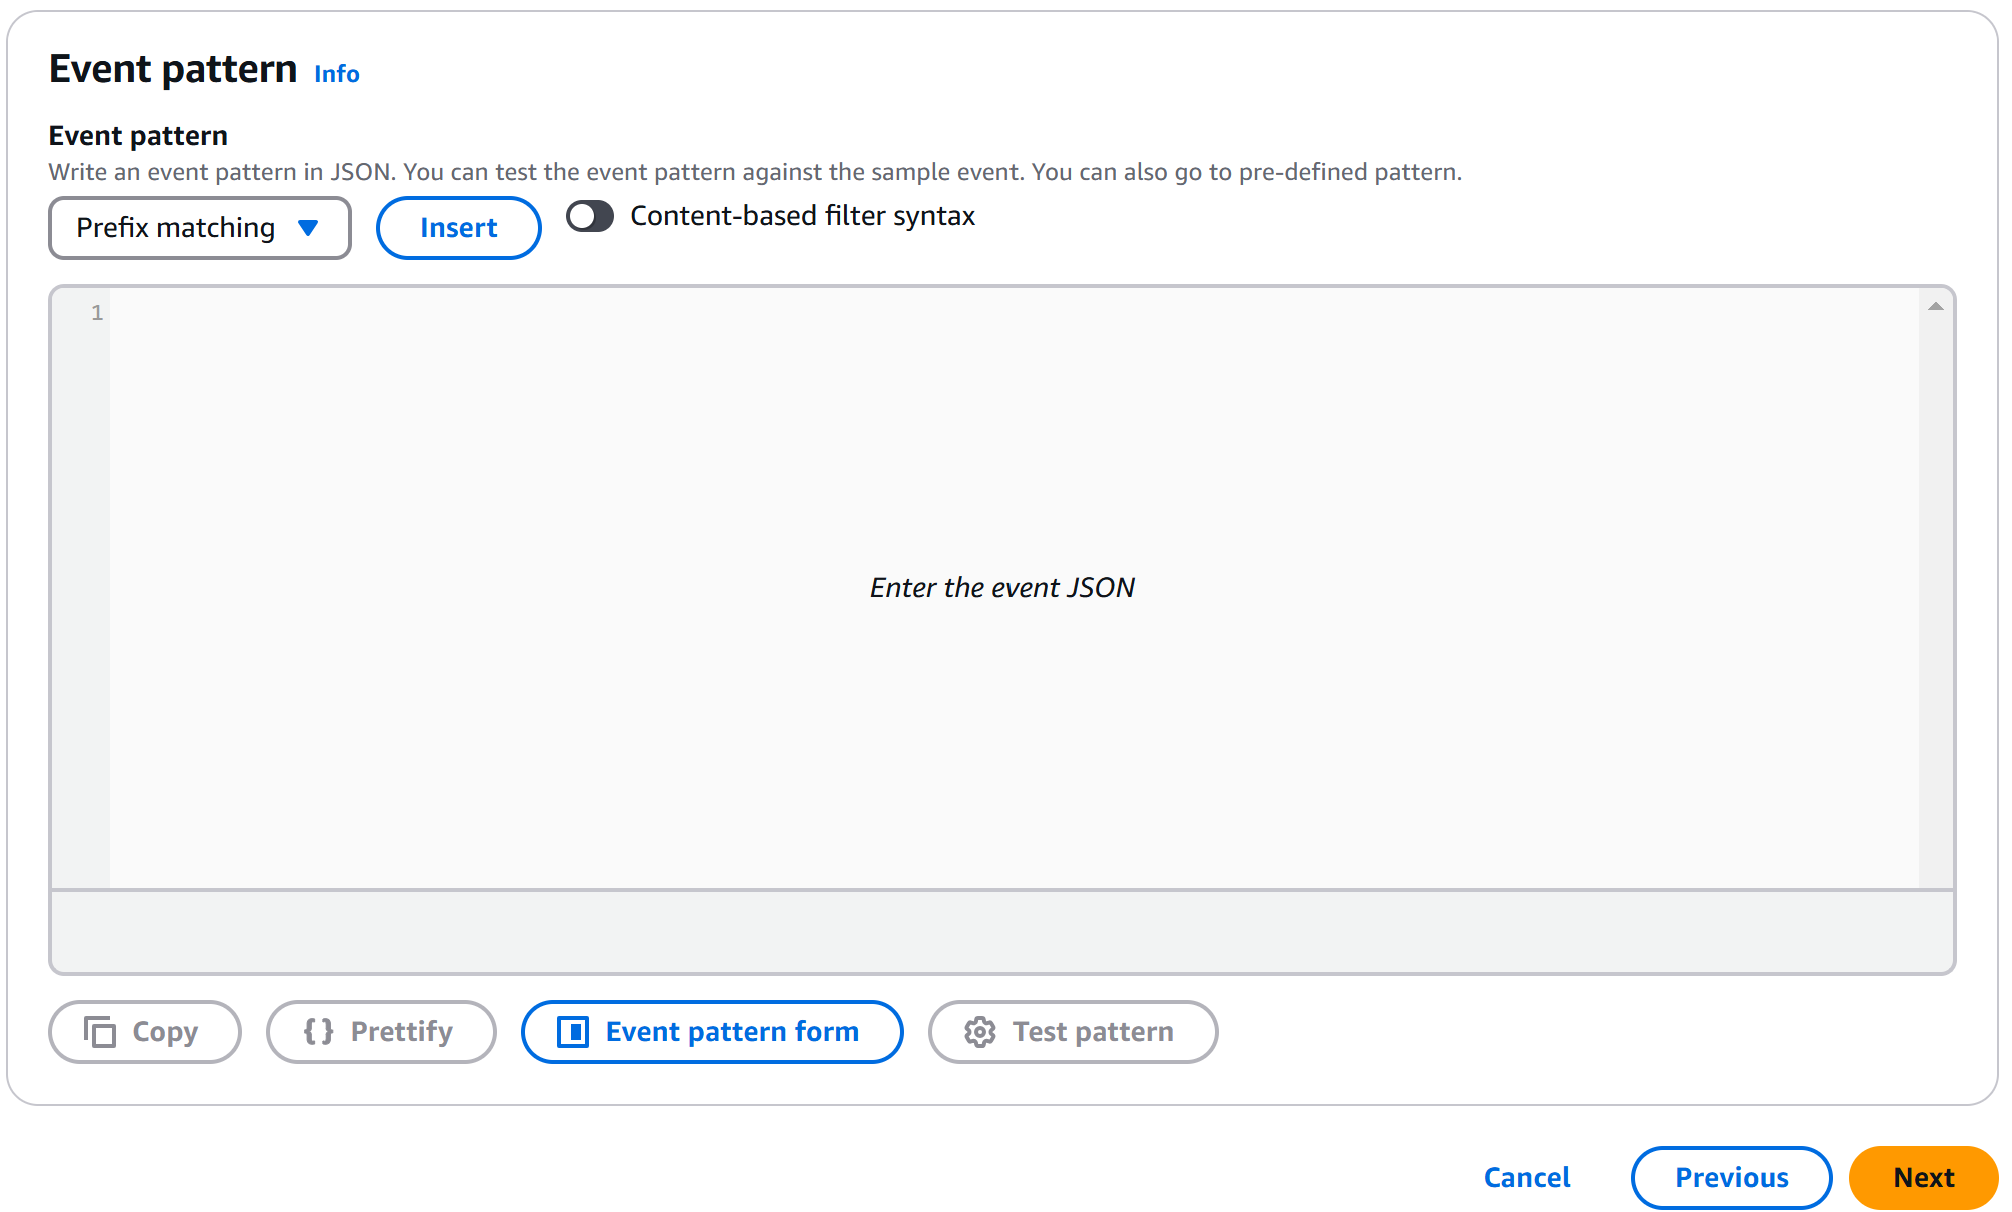 Event pattern Info
Event pattern
Write an event pattern in JSON. You can test the event pattern against the sample event. You can also go to pre-defined pattern.
Prefix matching Insert Content-based filter syntax
1
Enter the event JSON
Copy { } Prettify Event pattern form Test pattern
Cancel Previous Next